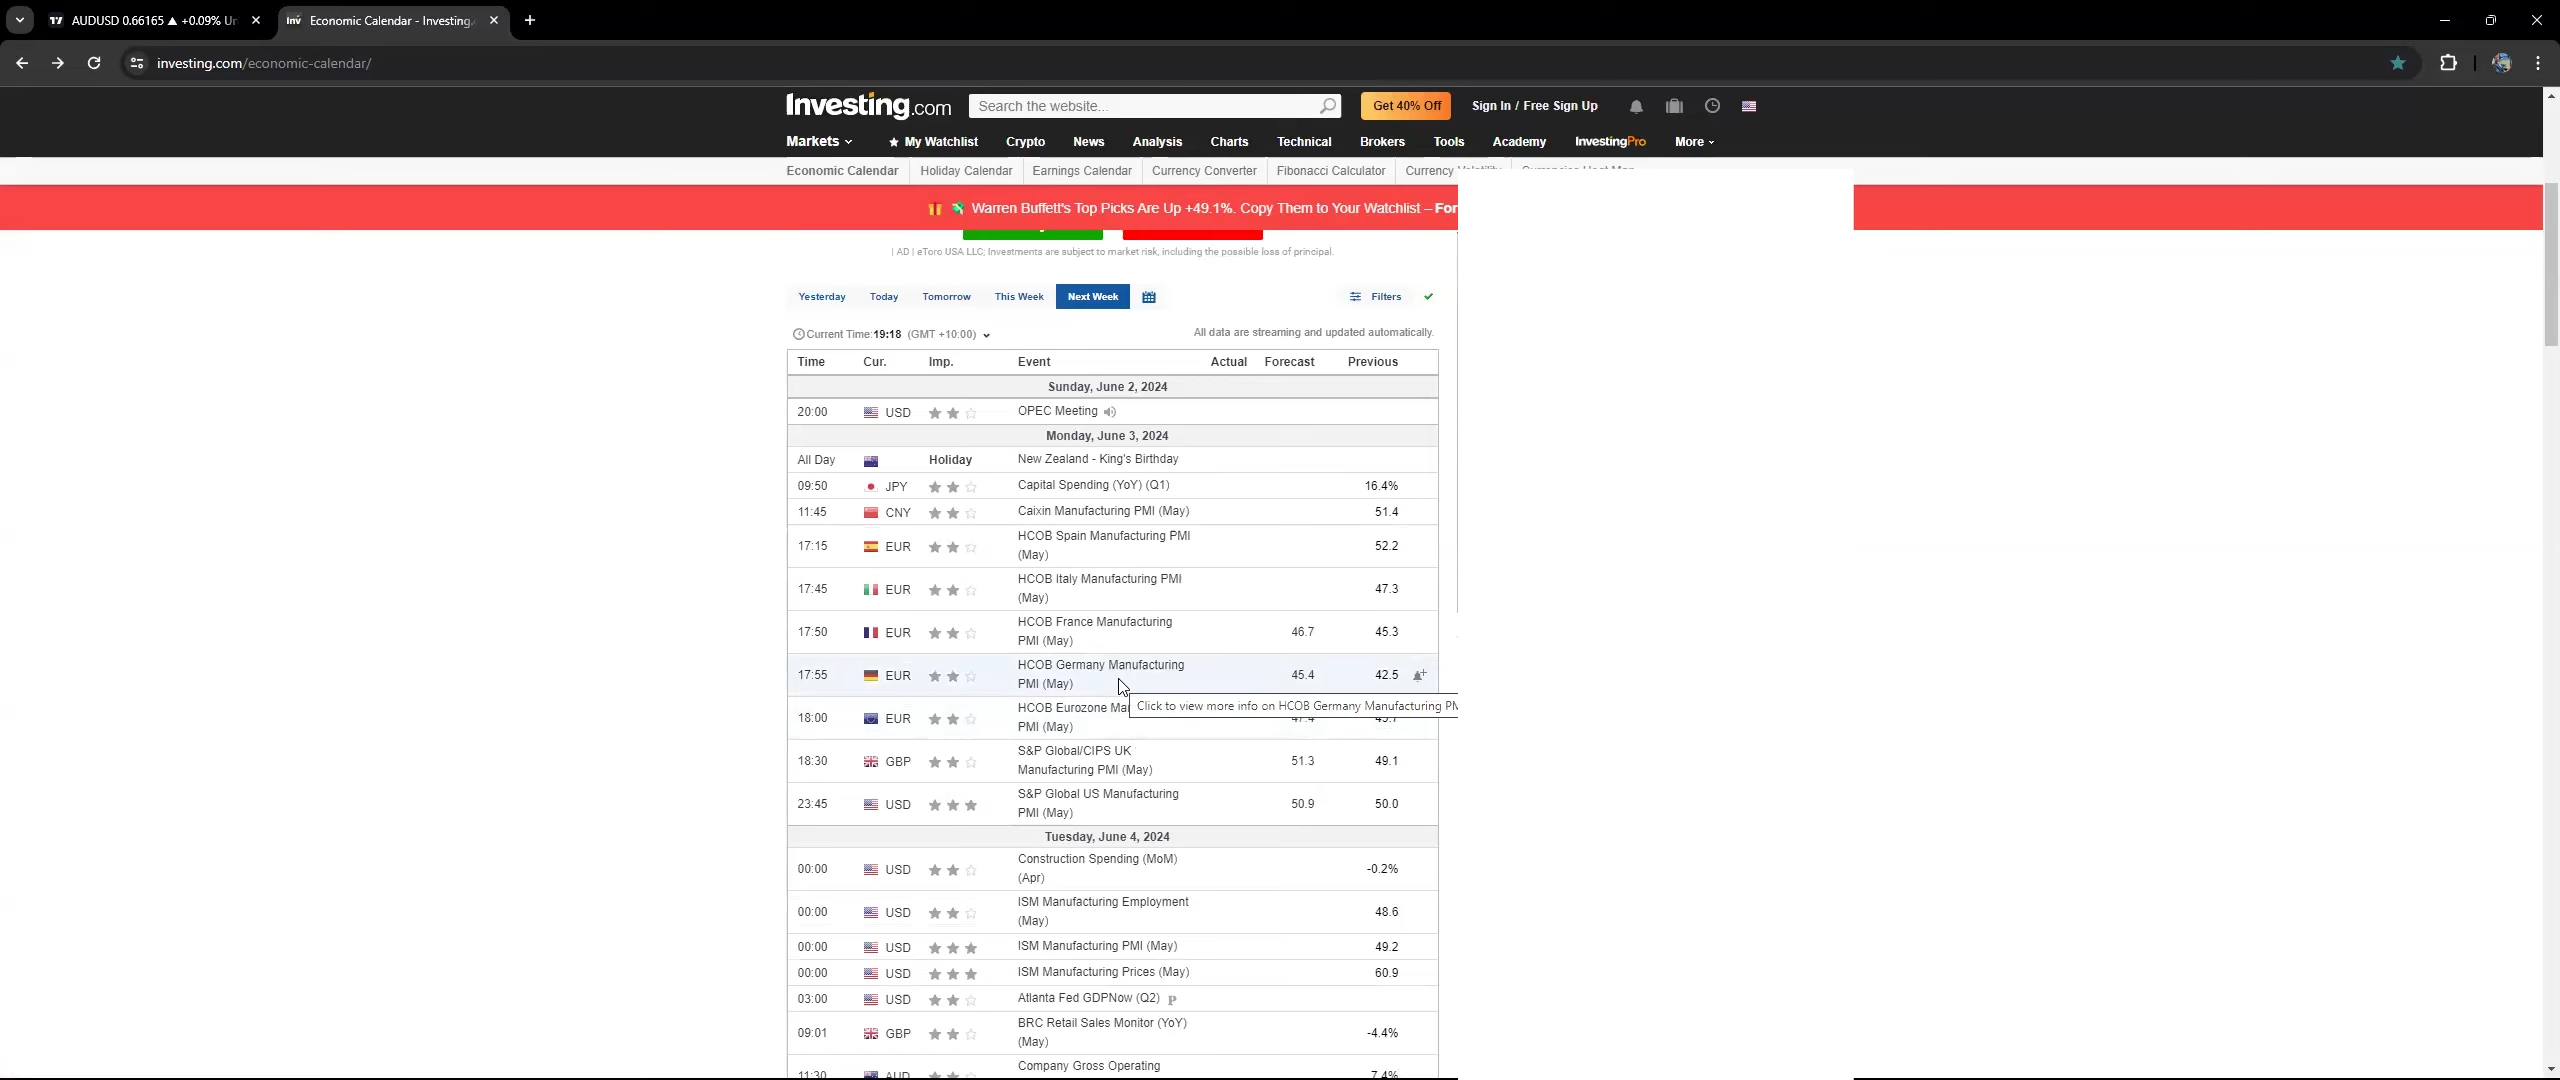 AUDUSD 0.66165 ▲ +0.09% Un
Economic Calendar - Investing.
investing.com/economic-calendar/
Investing.com
Search the website...
Get 40% Off
Sign In / Free Sign Up
Markets
My Watchlist
Crypto
News
Analysis
Charts
Technical
Brokers
Tools
Academy
InvestingPro
More
Economic Calendar
Holiday Calendar
Earnings Calendar
Currency Converter
Fibonacci Calculator
Currency
Warren Buffett's Top Picks Are Up +49.1%. Copy Them to Your Watchlist – For
| AD | eToro USA LLC; Investments are subject to market risk, including the possible loss of principal.
Yesterday Today Tomorrow This Week Next Week Filters
Current Time: 19:18 (GMT +10:00) All data are streaming and updated automatically.
Time Cur. Imp. Event Actual Forecast Previous
Sunday, June 2, 2024
20:00 USD OPEC Meeting
Monday, June 3, 2024
All Day Holiday New Zealand - King's Birthday
09:50 JPY Capital Spending (YoY) (Q1) 16.4%
11:45 CNY Caixin Manufacturing PMI (May) 51.4
HCOB Spain Manufacturing PMI
17:15 EUR 52.2
(May)
HCOB Italy Manufacturing PMI
17:45 EUR 47.3
(May)
HCOB France Manufacturing
17:50 EUR 46.7 45.3
PMI (May)
HCOB Germany Manufacturing
17:55 EUR 45.4 42.5
PMI (May)
Click to view more info on HCOB Germany Manufacturing
HCOB Eurozone
18:00 EUR
PMI (May)
S&P Global/CIPS UK
18:30 GBP 51.3 49.1
Manufacturing PMI (May)
S&P Global US Manufacturing
23:45 USD 50.9 50.0
PMI (May)
Tuesday, June 4, 2024
Construction Spending (MoM)
00:00 USD -0.2%
(Apr)
ISM Manufacturing Employment
00:00 USD 48.6
(May)
00:00 USD ISM Manufacturing PMI (May) 49.2
00:00 USD ISM Manufacturing Prices (May) 60.9
03:00 USD Atlanta Fed GDPNow (Q2) P
BRC Retail Sales Monitor (YoY)
09:01 GBP -4.4%
(May)
Company Gross Operating
11:30 AUD 7.4%